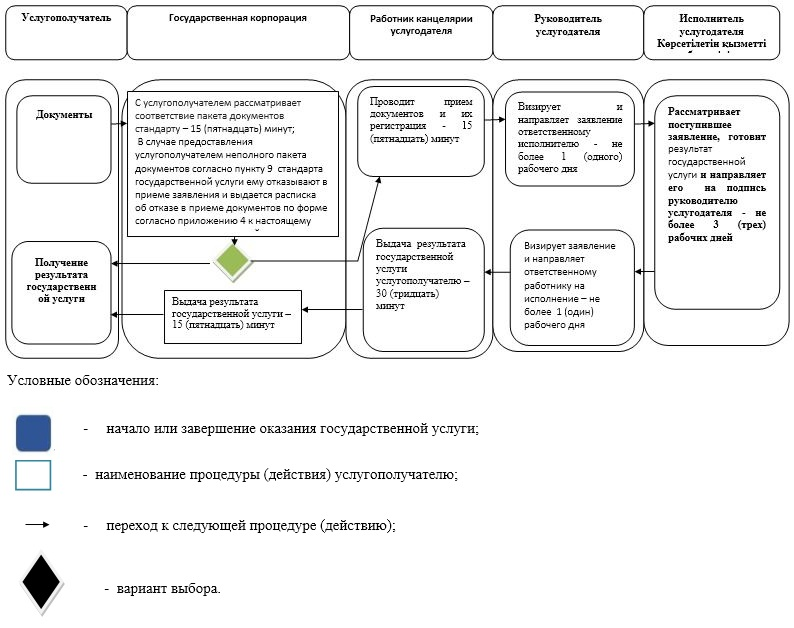 Услугополучатель
Государственная корпорация
Работник канцелярии
услугодателя
Руководитель
услугодателя
Исполнитель
услугодателя
Көрсетілетін қызметті
Документы
С услугополучателем рассматривает
соответствие пакета документов
стандарту – 15 (пятнадцать) минут;
В случае предоставления
услугополучателем неполного пакета
документов согласно пункту 9 стандарта
государственной услуги ему отказывают в
приеме заявления и выдается расписка
об отказе в приеме документов по форме
согласно приложению 4 к настоящему
Проводит прием
документов и их
регистрация - 15
(пятнадцать) минут
Визирует и
направляет заявление
ответственному
исполнителю - не
более 1 (одного)
рабочего дня
Рассматривает
поступившее
заявление, готовит
результат
государственной
услуги и направляет
его на подпись
руководителю
услугодателя - не
более 3 (трех)
рабочих дней
Получение
результата
государственн
ой услуги
Выдача результата
государственной услуги –
15 (пятнадцать) минут
Выдача результата
государственной
услуги
услугополучателю –
30 (тридцать)
минут
Визирует заявление
и направляет
ответственному
работнику на
исполнение – не
более 1 (один)
рабочего дня
Условные обозначения:
- начало или завершение оказания государственной услуги;
- наименование процедуры (действия) услугополучателю;
- переход к следующей процедуре (действию);
- вариант выбора.